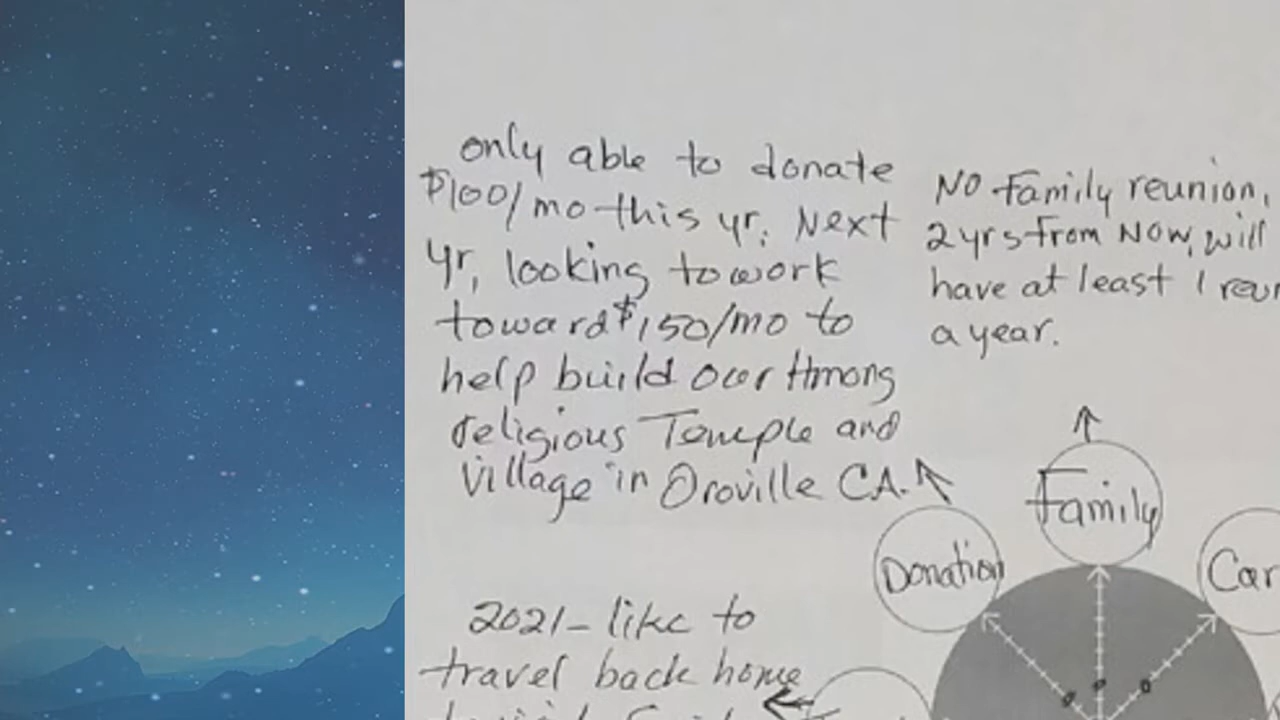 only able to donate
$100/mo this yr. Next
yr, looking to work
toward $150/mo to
help build our Hmong
religious Temple and
Village in Oroville CA.
NO Family reunion,
2 yrs from NOW, will
have at least 1
a year.
Family
Donation
2021 - like to
travel back home